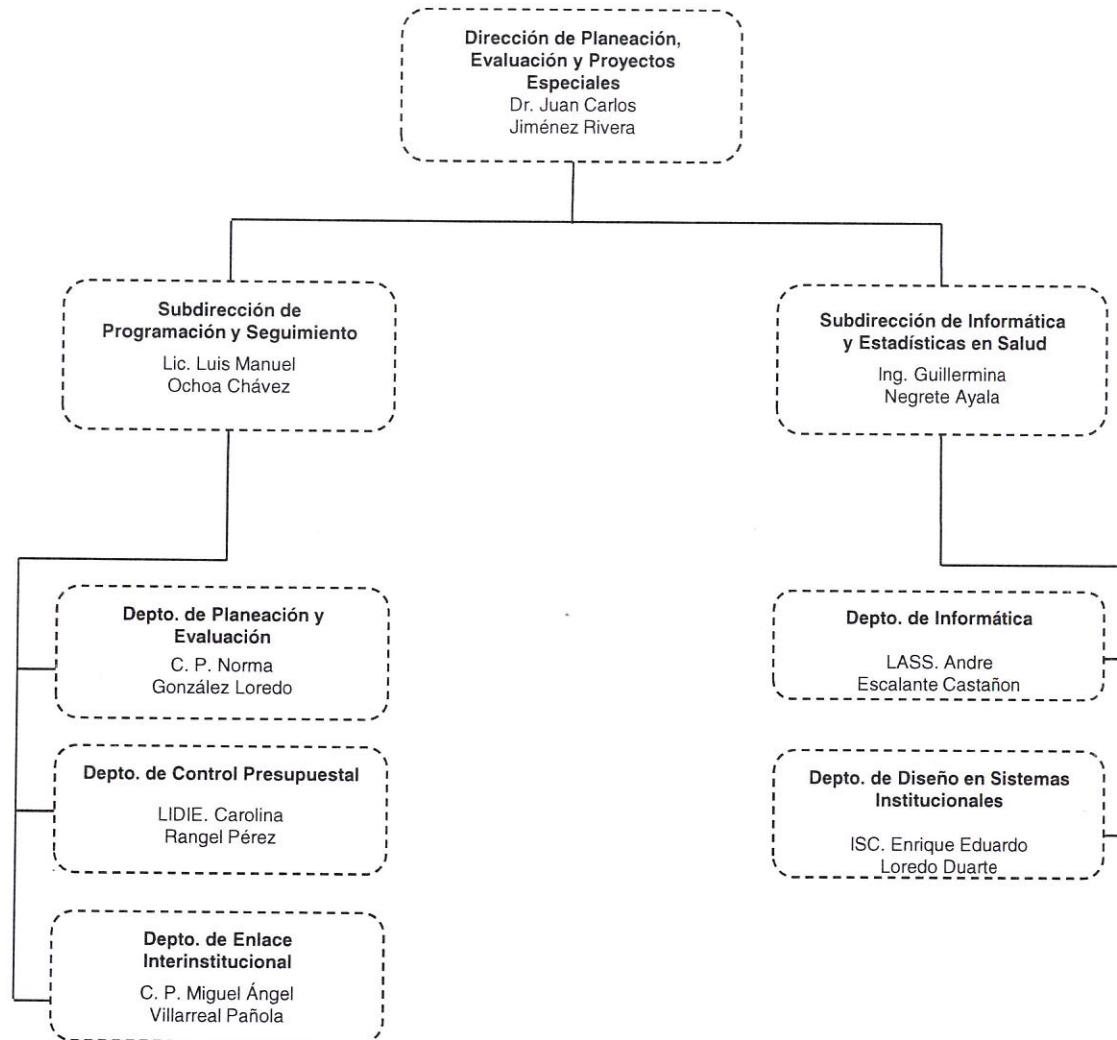 Dirección de Planeación,
Evaluación y Proyectos
Especiales
Dr. Juan Carlos
Jiménez Rivera
Subdirección de
Programación y Seguimiento
Lic. Luis Manuel
Ochoa Chávez
Subdirección de Informática
y Estadísticas en Salud
Ing. Guillermina
Negrete Ayala
Depto. de Planeación y
Evaluación
C. P. Norma
González Loredo
Depto. de Control Presupuestal
LIDIE. Carolina
Rangel Pérez
Depto. de Enlace
Interinstitucional
C. P. Miguel Ángel
Villarreal Pañola
Depto. de Informática
LASS. Andre
Escalante Castañon
Depto. de Diseño en Sistemas
Institucionales
ISC. Enrique Eduardo
Loredo Duarte